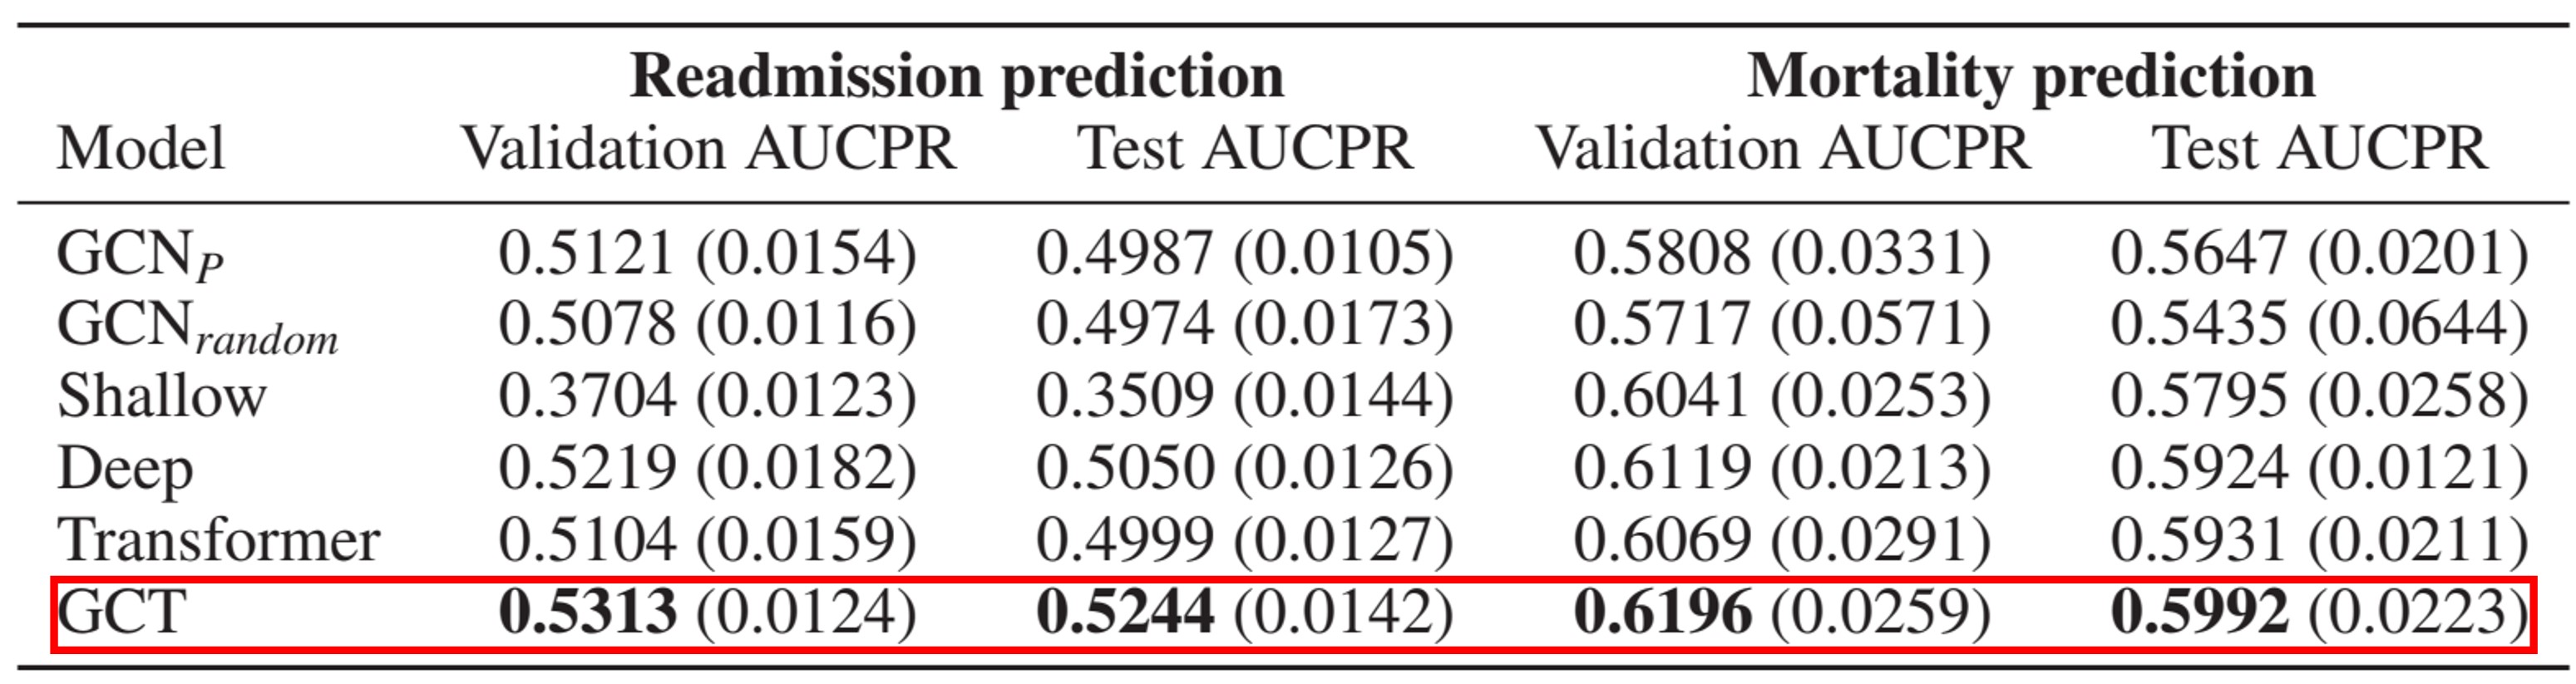 Readmission prediction Mortality prediction
Model Validation AUCPR Test AUCPR Validation AUCPR Test AUCPR
GCN_P 0.5121 (0.0154) 0.4987 (0.0105) 0.5808 (0.0331) 0.5647 (0.0201)
GCN_random 0.5078 (0.0116) 0.4974 (0.0173) 0.5717 (0.0571) 0.5435 (0.0644)
Shallow 0.3704 (0.0123) 0.3509 (0.0144) 0.6041 (0.0253) 0.5795 (0.0258)
Deep 0.5219 (0.0182) 0.5050 (0.0126) 0.6119 (0.0213) 0.5924 (0.0121)
Transformer 0.5104 (0.0159) 0.4999 (0.0127) 0.6069 (0.0291) 0.5931 (0.0211)
GCT 0.5313 (0.0124) 0.5244 (0.0142) 0.6196 (0.0259) 0.5992 (0.0223)